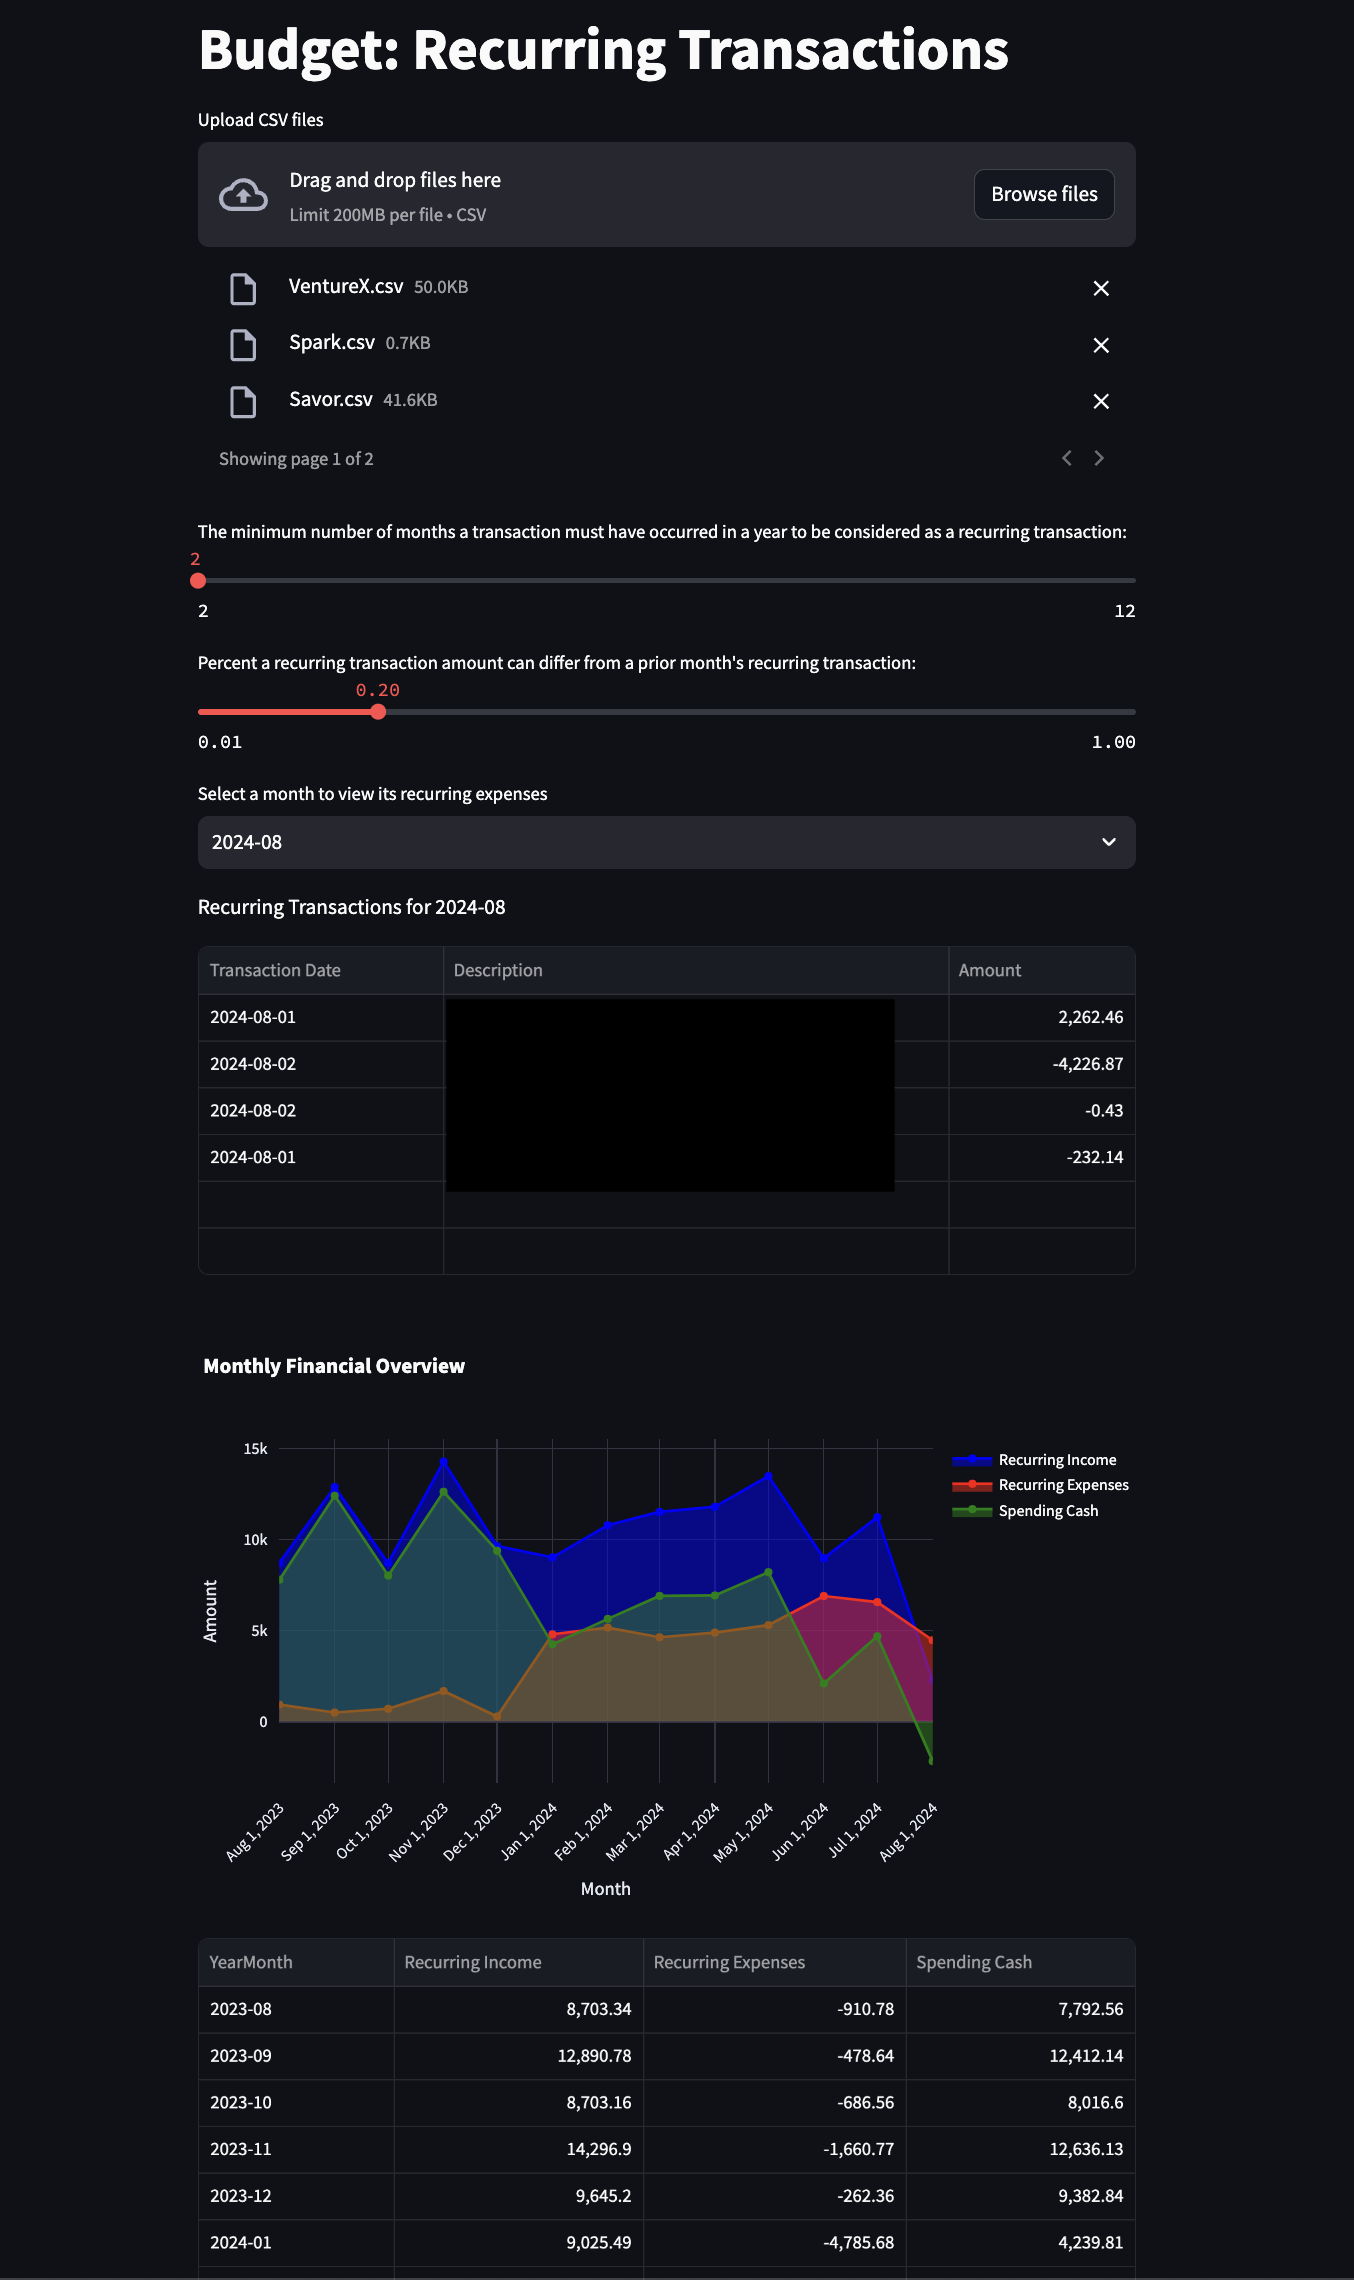 Budget: Recurring Transactions
Upload CSV files
Drag and drop files here
Limit 200MB per file • CSV
Browse files
VentureX.csv 50.0KB
Spark.csv 0.7KB
Savor.csv 41.6KB
Showing page 1 of 2
The minimum number of months a transaction must have occurred in a year to be considered as a recurring transaction:
2
2 12
Percent a recurring transaction amount can differ from a prior month's recurring transaction:
0.20
0.01 1.00
Select a month to view its recurring expenses
2024-08
Recurring Transactions for 2024-08
Transaction Date Description Amount
2024-08-01 2,262.46
2024-08-02 -4,226.87
2024-08-02 -0.43
2024-08-01 -232.14
Monthly Financial Overview
15k
10k
5k
0
Amount
Recurring Income
Recurring Expenses
Spending Cash
Aug 1, 2023
Sep 1, 2023
Oct 1, 2023
Nov 1, 2023
Dec 1, 2023
Jan 1, 2024
Feb 1, 2024
Mar 1, 2024
Apr 1, 2024
May 1, 2024
Jun 1, 2024
Jul 1, 2024
Aug 1, 2024
Month
YearMonth Recurring Income Recurring Expenses Spending Cash
2023-08 8,703.34 -910.78 7,792.56
2023-09 12,890.78 -478.64 12,412.14
2023-10 8,703.16 -686.56 8,016.6
2023-11 14,296.9 -1,660.77 12,636.13
2023-12 9,645.2 -262.36 9,382.84
2024-01 9,025.49 -4,785.68 4,239.81